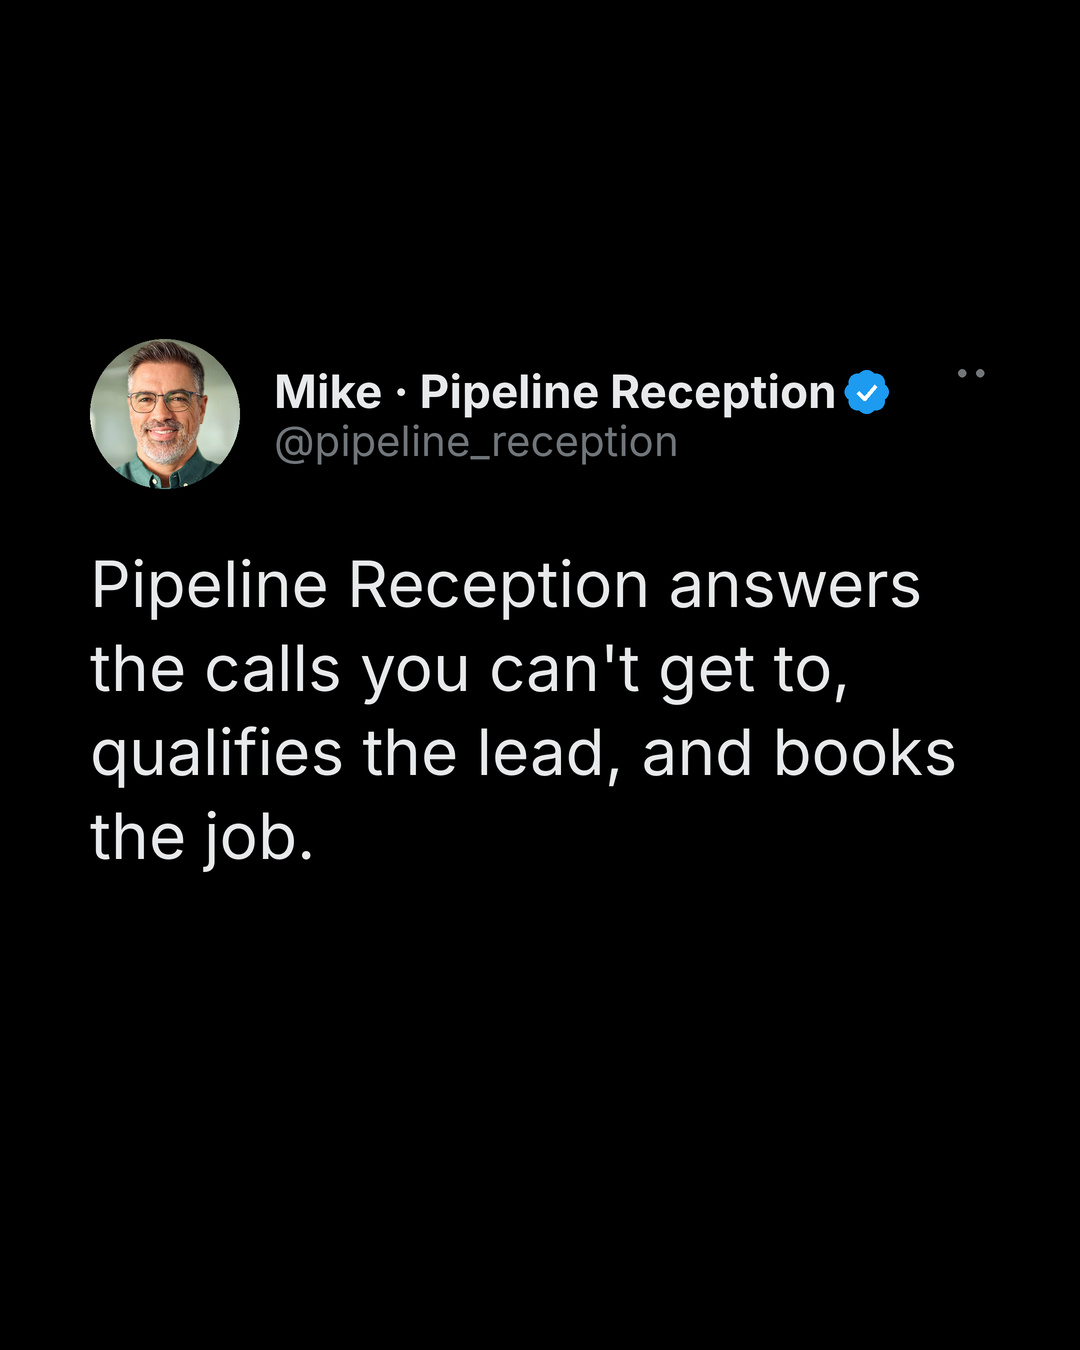 Mike · Pipeline Reception
@pipeline_reception
Pipeline Reception answers
the calls you can't get to,
qualifies the lead, and books
the job.